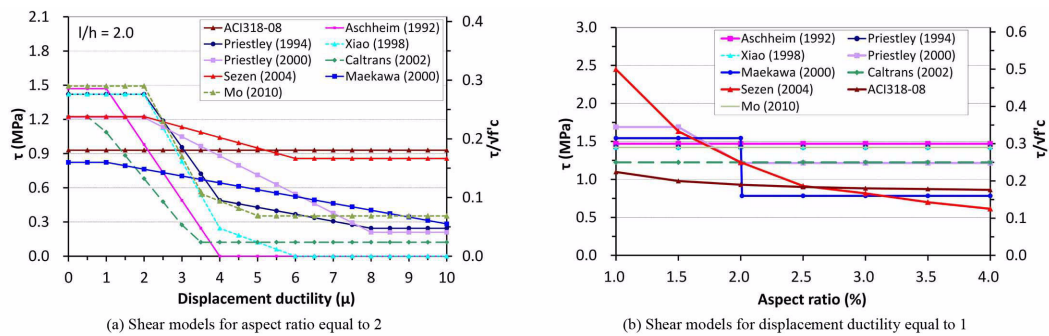 l/h = 2.0
ACI318-08
Aschheim (1992)
Priestley (1994)
Xiao (1998)
Priestley (2000)
Caltrans (2002)
Sezen (2004)
Maekawa (2000)
Mo (2010)
τ (MPa)
2.1
1.8
1.5
1.2
0.9
0.6
0.3
0.0
0 1 2 3 4 5 6 7 8 9 10
Displacement ductility (μ)
0.4
0.3
0.2
0.1
0.0
τ/√f'c
(a) Shear models for aspect ratio equal to 2
Aschheim (1992)
Priestley (1994)
Xiao (1998)
Priestley (2000)
Maekawa (2000)
Caltrans (2002)
Sezen (2004)
ACI318-08
Mo (2010)
τ (MPa)
3.0
2.5
2.0
1.5
1.0
0.5
0.0
1.0 1.5 2.0 2.5 3.0 3.5 4.0
Aspect ratio (%)
0.6
0.5
0.4
0.3
0.2
0.1
0.0
τ/√f'c
(b) Shear models for displacement ductility equal to 1